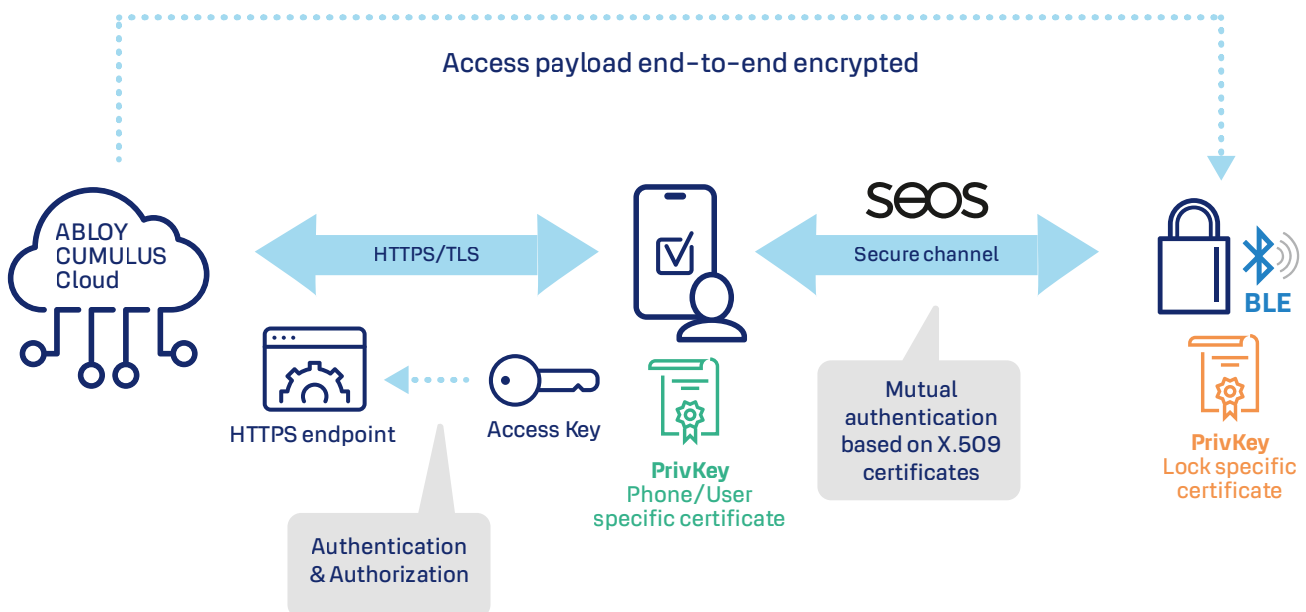 Access payload end-to-end encrypted
ABLOY
CUMULUS
Cloud
HTTPS/TLS
seos
Secure channel
BLE
HTTPS endpoint
Access Key
Authentication
& Authorization
PrivKey
Phone/User
specific certificate
Mutual
authentication
based on X.509
certificates
PrivKey
Lock specific
certificate